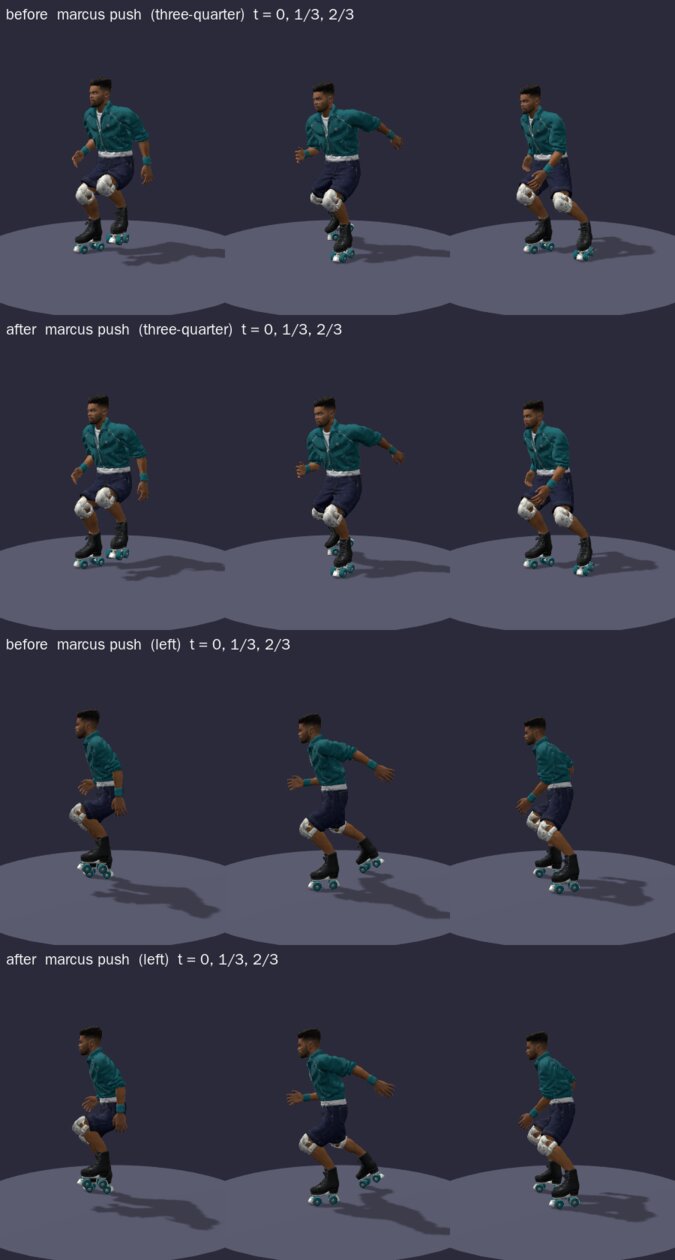 before marcus push (three-quarter) t = 0, 1/3, 2/3
after marcus push (three-quarter) t = 0, 1/3, 2/3
before marcus push (left) t = 0, 1/3, 2/3
after marcus push (left) t = 0, 1/3, 2/3